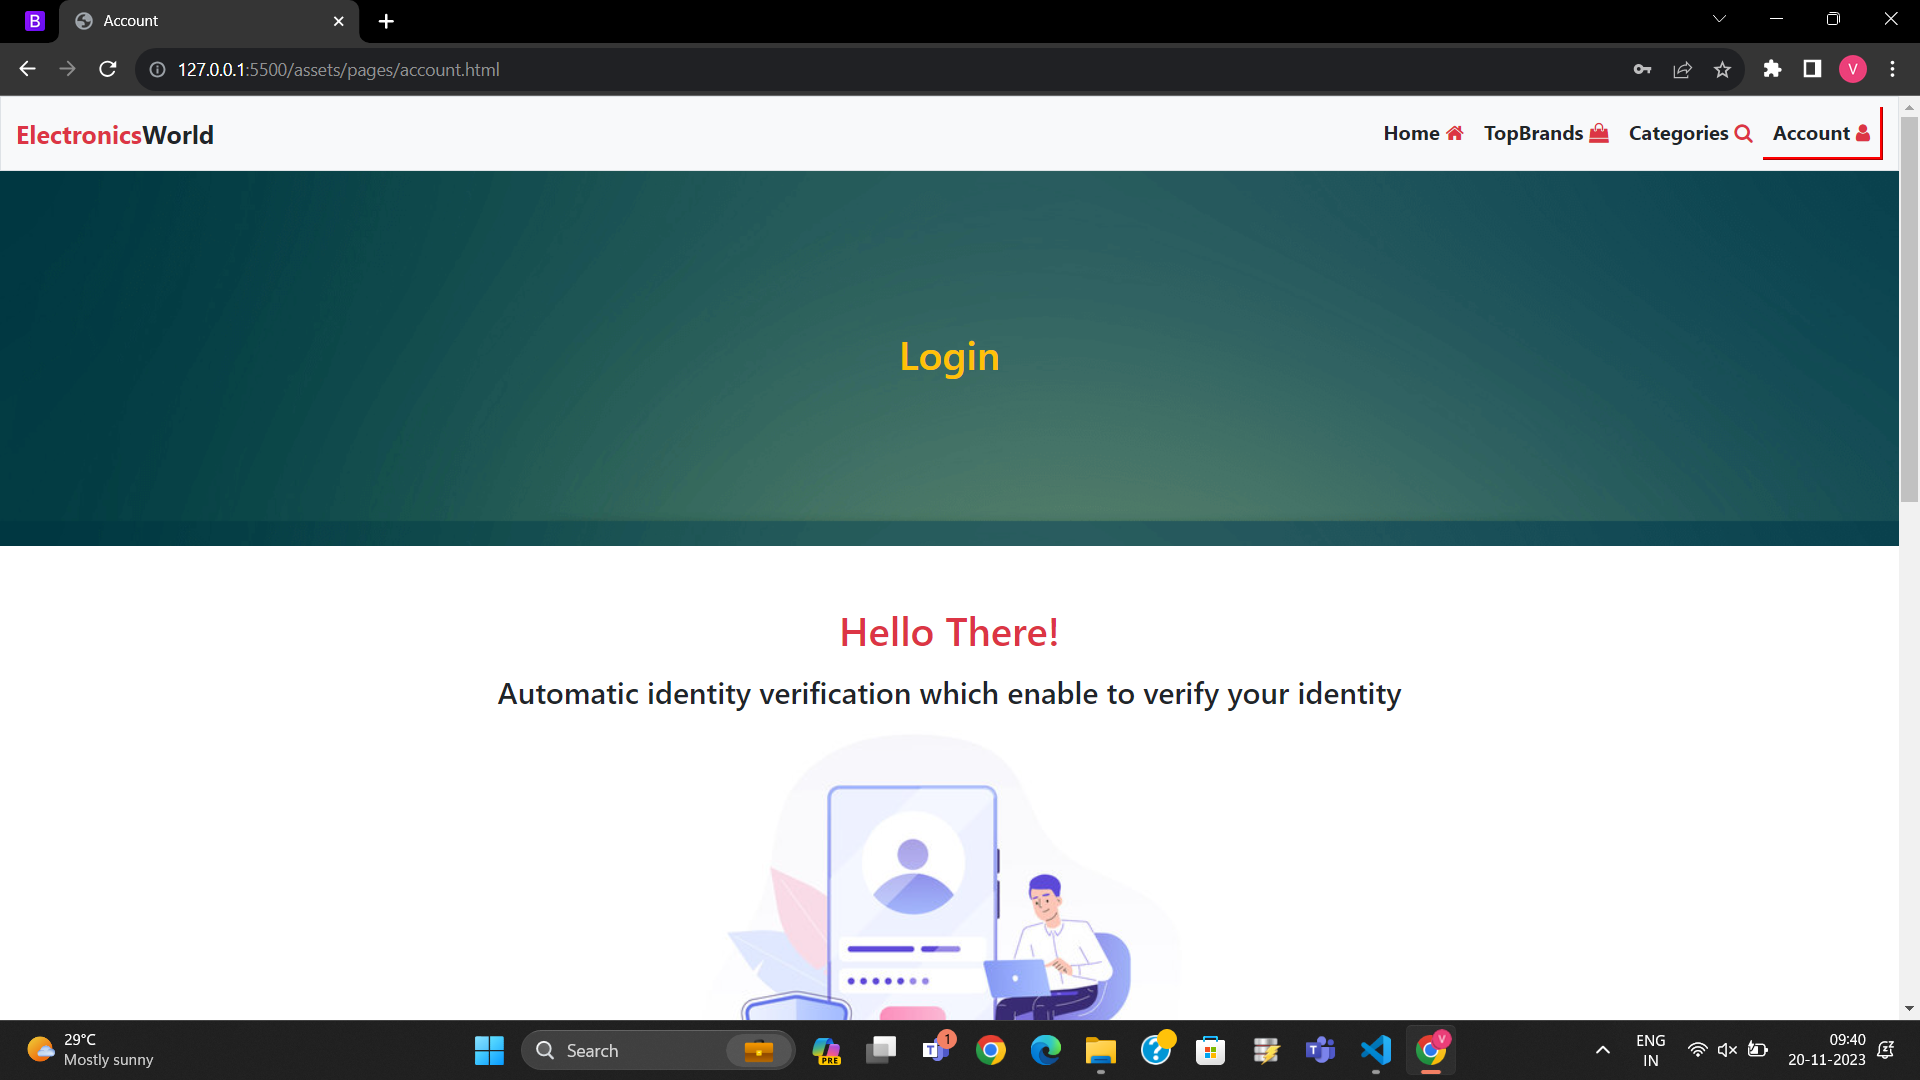 B
Account
127.0.0.1:5500/assets/pages/account.html
V
ElectronicsWorld
Home
TopBrands
Categories
Account
Login
Hello There!
Automatic identity verification which enable to verify your identity
29°C
Mostly sunny
Search
PRE
T
1
V
ENG
IN
09:40
20-11-2023